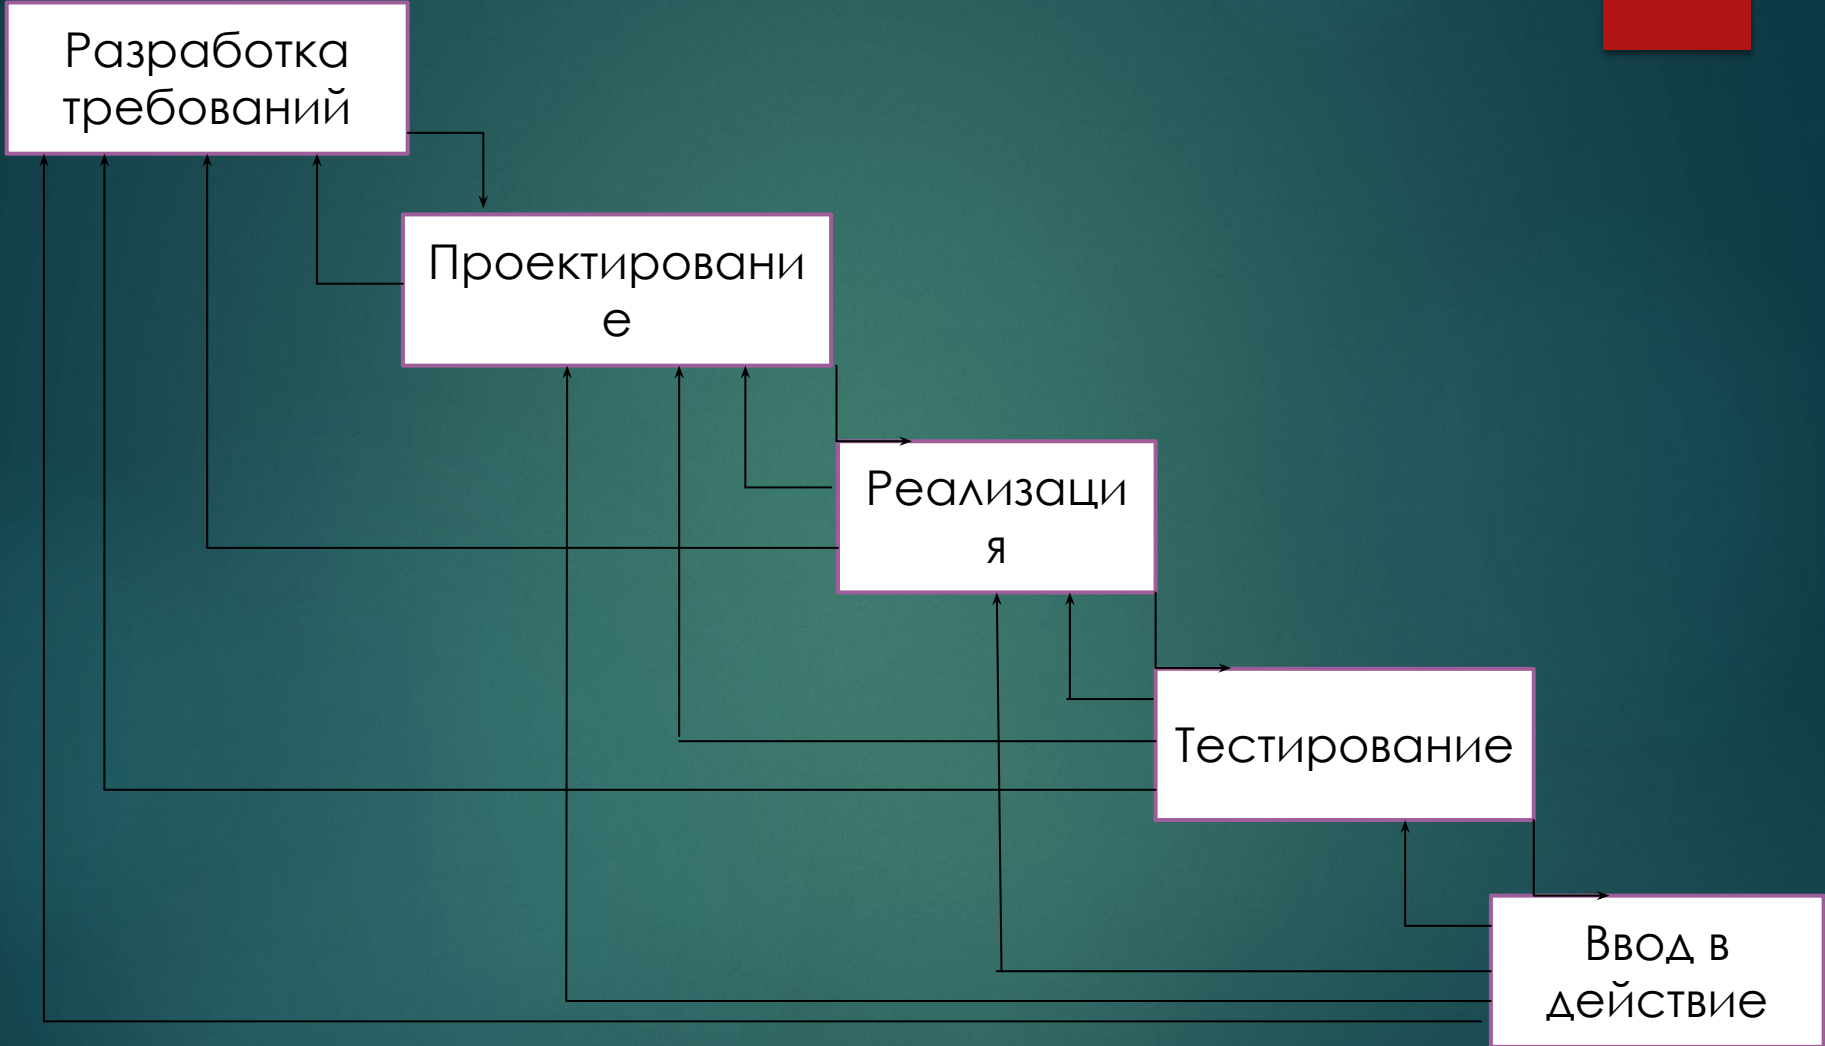 Разработка
требований
Проектировани
е
Реализаци
я
Тестирование
Ввод в
действие